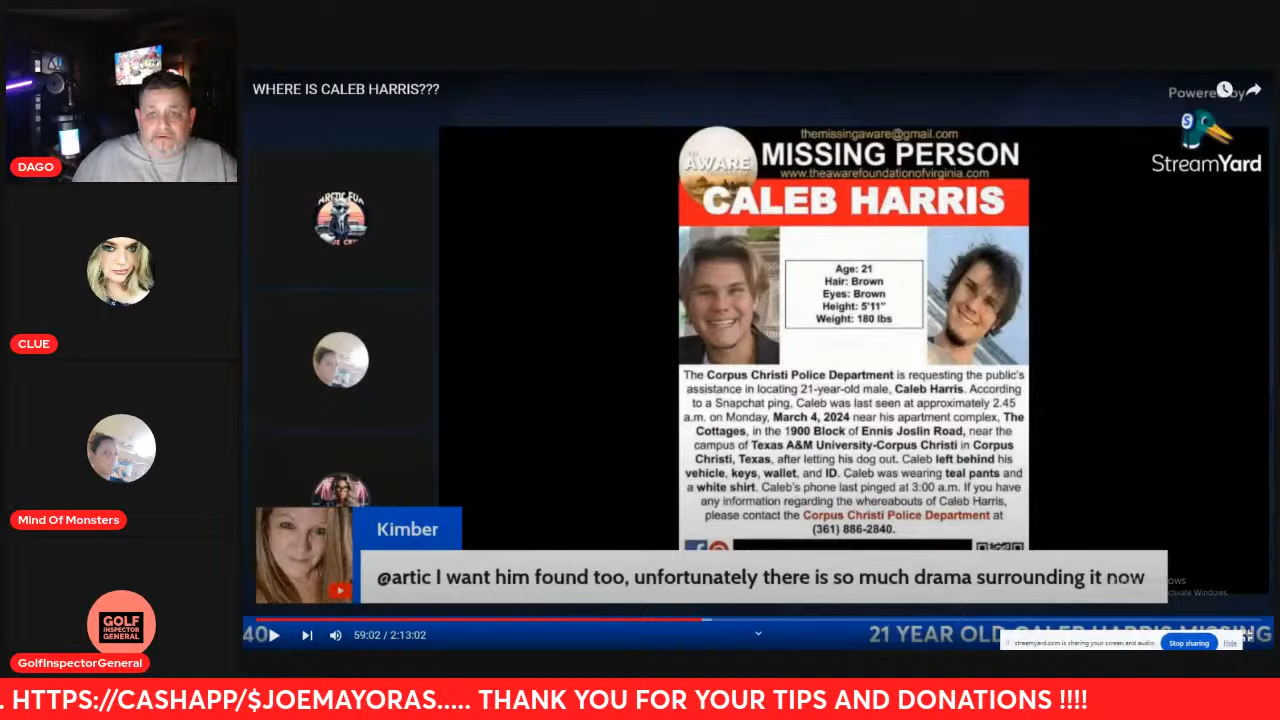 WHERE IS CALEB HARRIS???
Powered by
StreamYard
DAGO
CLUE
Mind Of Monsters
GOLF
INSPECTOR
GENERAL
GolfInspectorGeneral
themissingaware@gmail.com
AWARE
MISSING PERSON
www.theawarefoundationofvirginia.com
CALEB HARRIS
Age: 21
Hair: Brown
Eyes: Brown
Height: 5'11"
Weight: 180 lbs
The Corpus Christi Police Department is requesting the public's
assistance in locating 21-year-old male, Caleb Harris. According
to a Snapchat ping, Caleb was last seen at approximately 2.45
a.m. on Monday, March 4, 2024 near his apartment complex, The
Cottages, in the 1900 Block of Ennis Joslin Road, near the
campus of Texas A&M University-Corpus Christi in Corpus
Christi, Texas, after letting his dog out. Caleb left behind his
vehicle, keys, wallet, and ID. Caleb was wearing teal pants and
a white shirt. Caleb's phone last pinged at 3:00 a.m. If you have
any information regarding the whereabouts of Caleb Harris,
please contact the Corpus Christi Police Department at
(361) 886-2840.
Kimber
@artic I want him found too, unfortunately there is so much drama surrounding it now
40
59:02 / 2:13:02
21 YEAR OLD CALEB HARRIS MISSING
streamyard.com is sharing your screen and audio.
Stop sharing
Hide
. HTTPS://CASHAPP/$JOEMAYORAS..... THANK YOU FOR YOUR TIPS AND DONATIONS !!!!